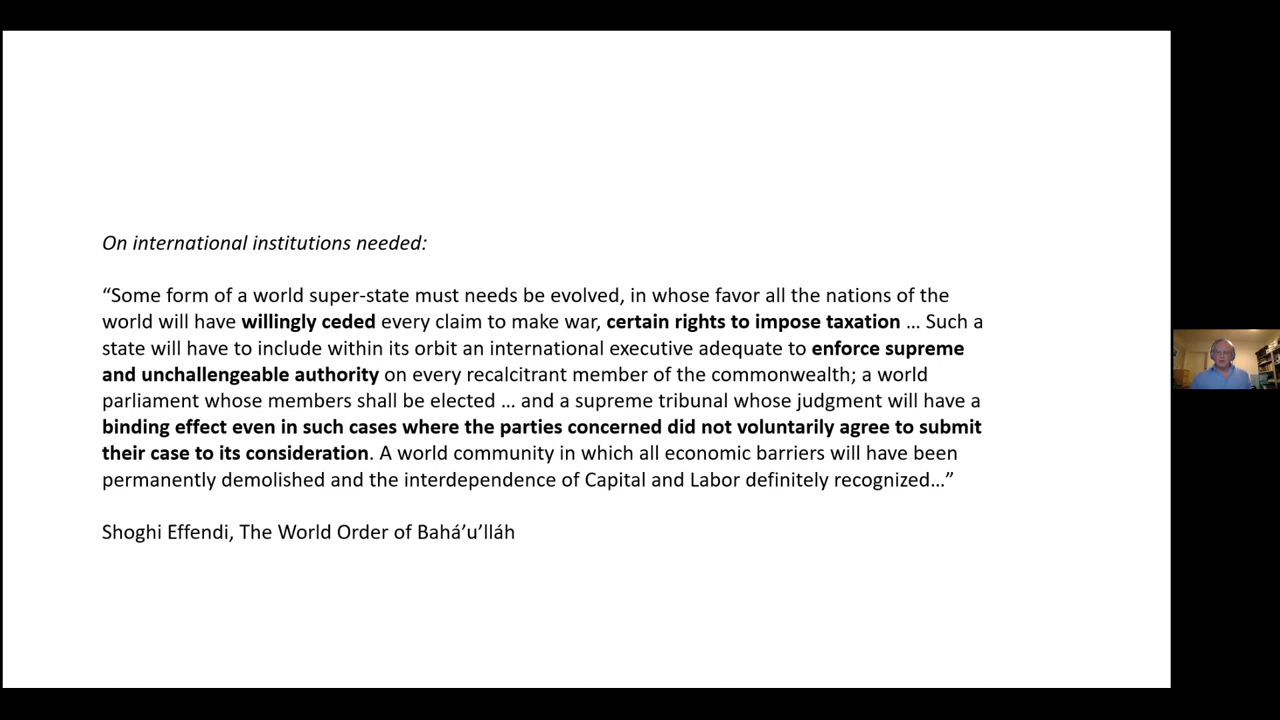 On international institutions needed:
“Some form of a world super-state must needs be evolved, in whose favor all the nations of the
world will have willingly ceded every claim to make war, certain rights to impose taxation … Such a
state will have to include within its orbit an international executive adequate to enforce supreme
and unchallengeable authority on every recalcitrant member of the commonwealth; a world
parliament whose members shall be elected … and a supreme tribunal whose judgment will have a
binding effect even in such cases where the parties concerned did not voluntarily agree to submit
their case to its consideration. A world community in which all economic barriers will have been
permanently demolished and the interdependence of Capital and Labor definitely recognized…”
Shoghi Effendi, The World Order of Bahá’u’lláh